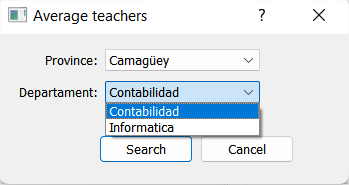 Average teachers ? ×
Province: Camagüey
Departament: Contabilidad
Contabilidad
Informatica
Search Cancel